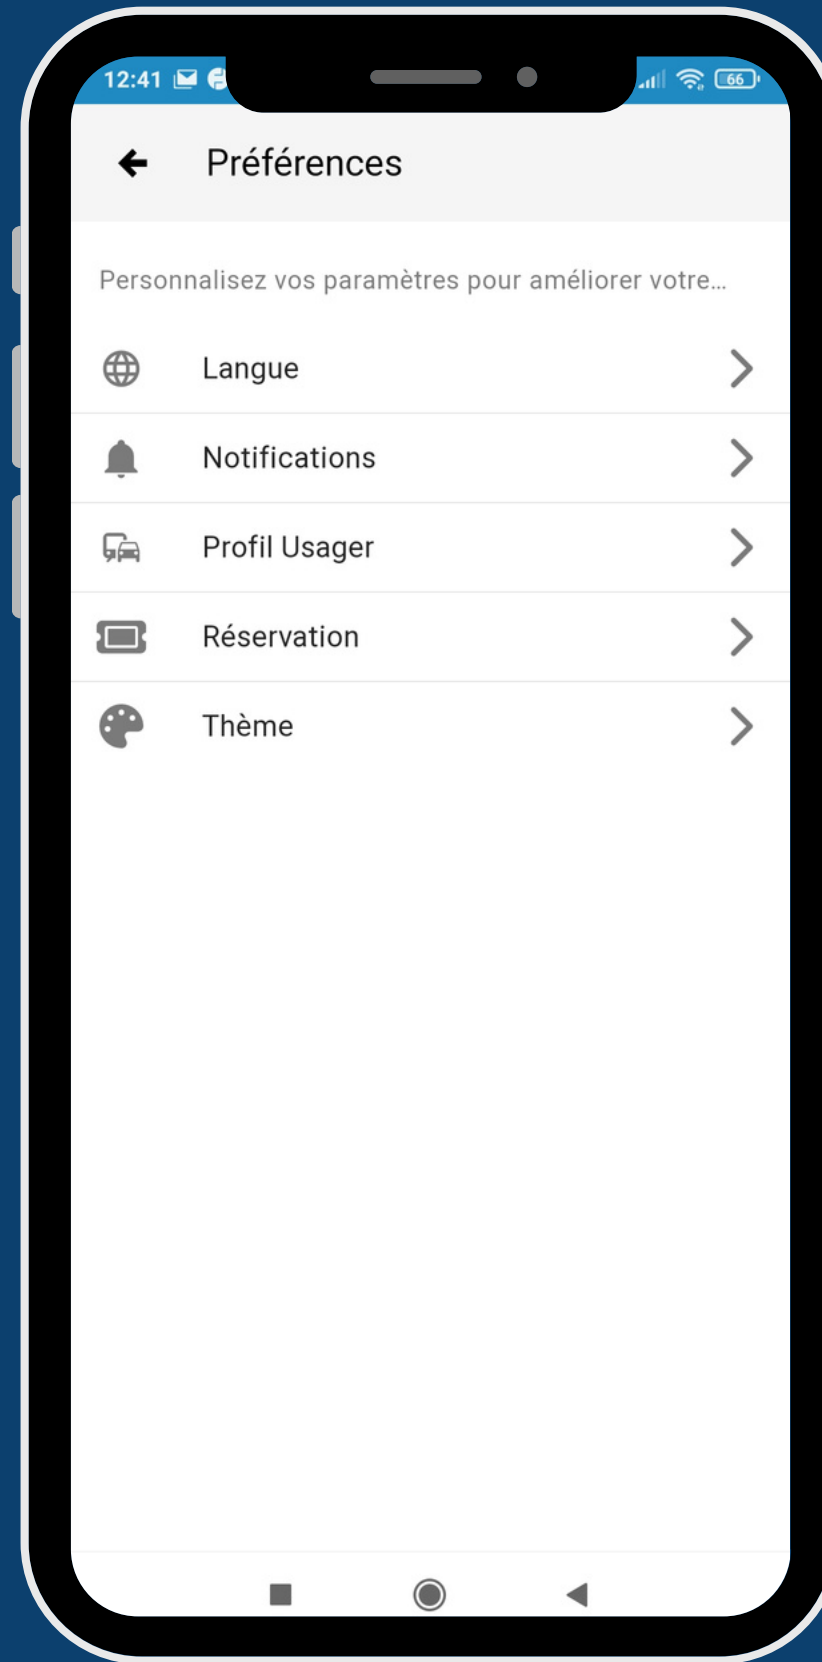 12:41
66
Préférences
Personnalisez vos paramètres pour améliorer votre...
Langue
Notifications
Profil Usager
Réservation
Thème